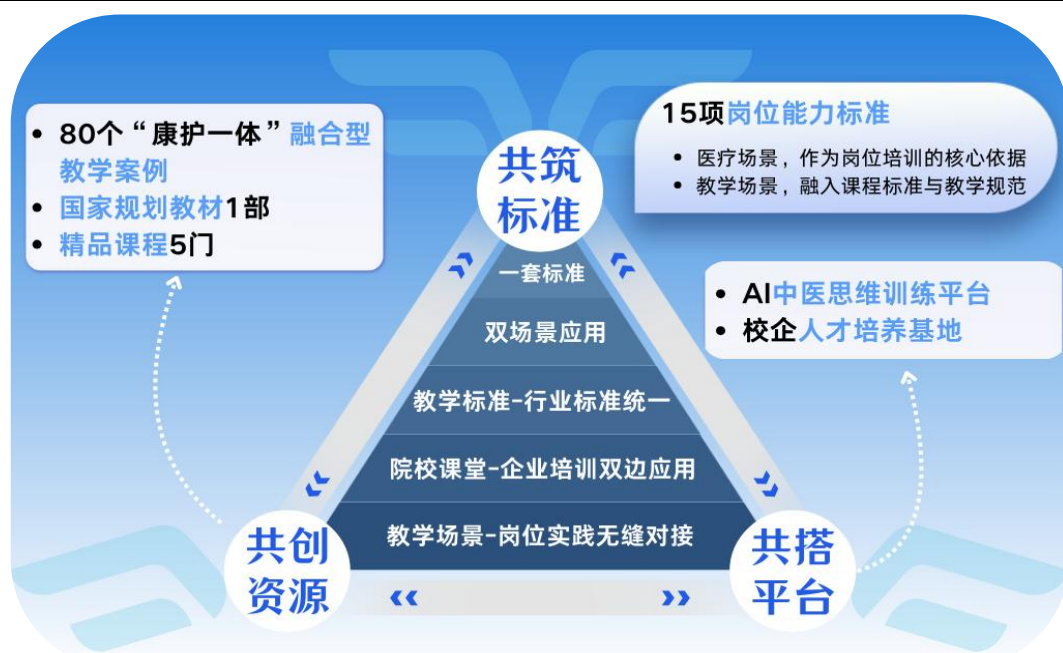 • 80个“康护一体”融合型
教学案例
• 国家规划教材1部
• 精品课程5门
15项岗位能力标准
• 医疗场景，作为岗位培训的核心依据
• 教学场景，融入课程标准与教学规范
• AI中医思维训练平台
• 校企人才培养基地
共筑
标准
一套标准
双场景应用
教学标准-行业标准统一
院校课堂-企业培训双边应用
教学场景-岗位实践无缝对接
共创
资源
共搭
平台